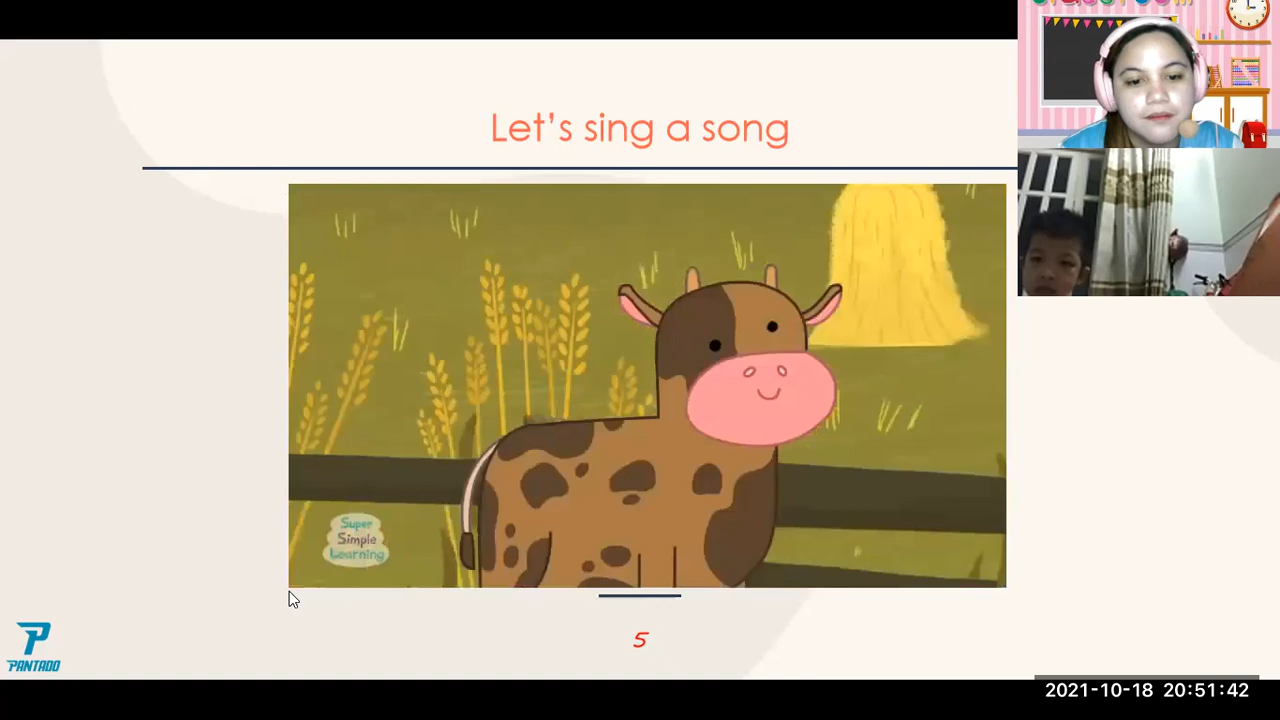 Let's sing a song
Super
Simple
Learning
5
PANTADO
2021-10-18 20:51:42